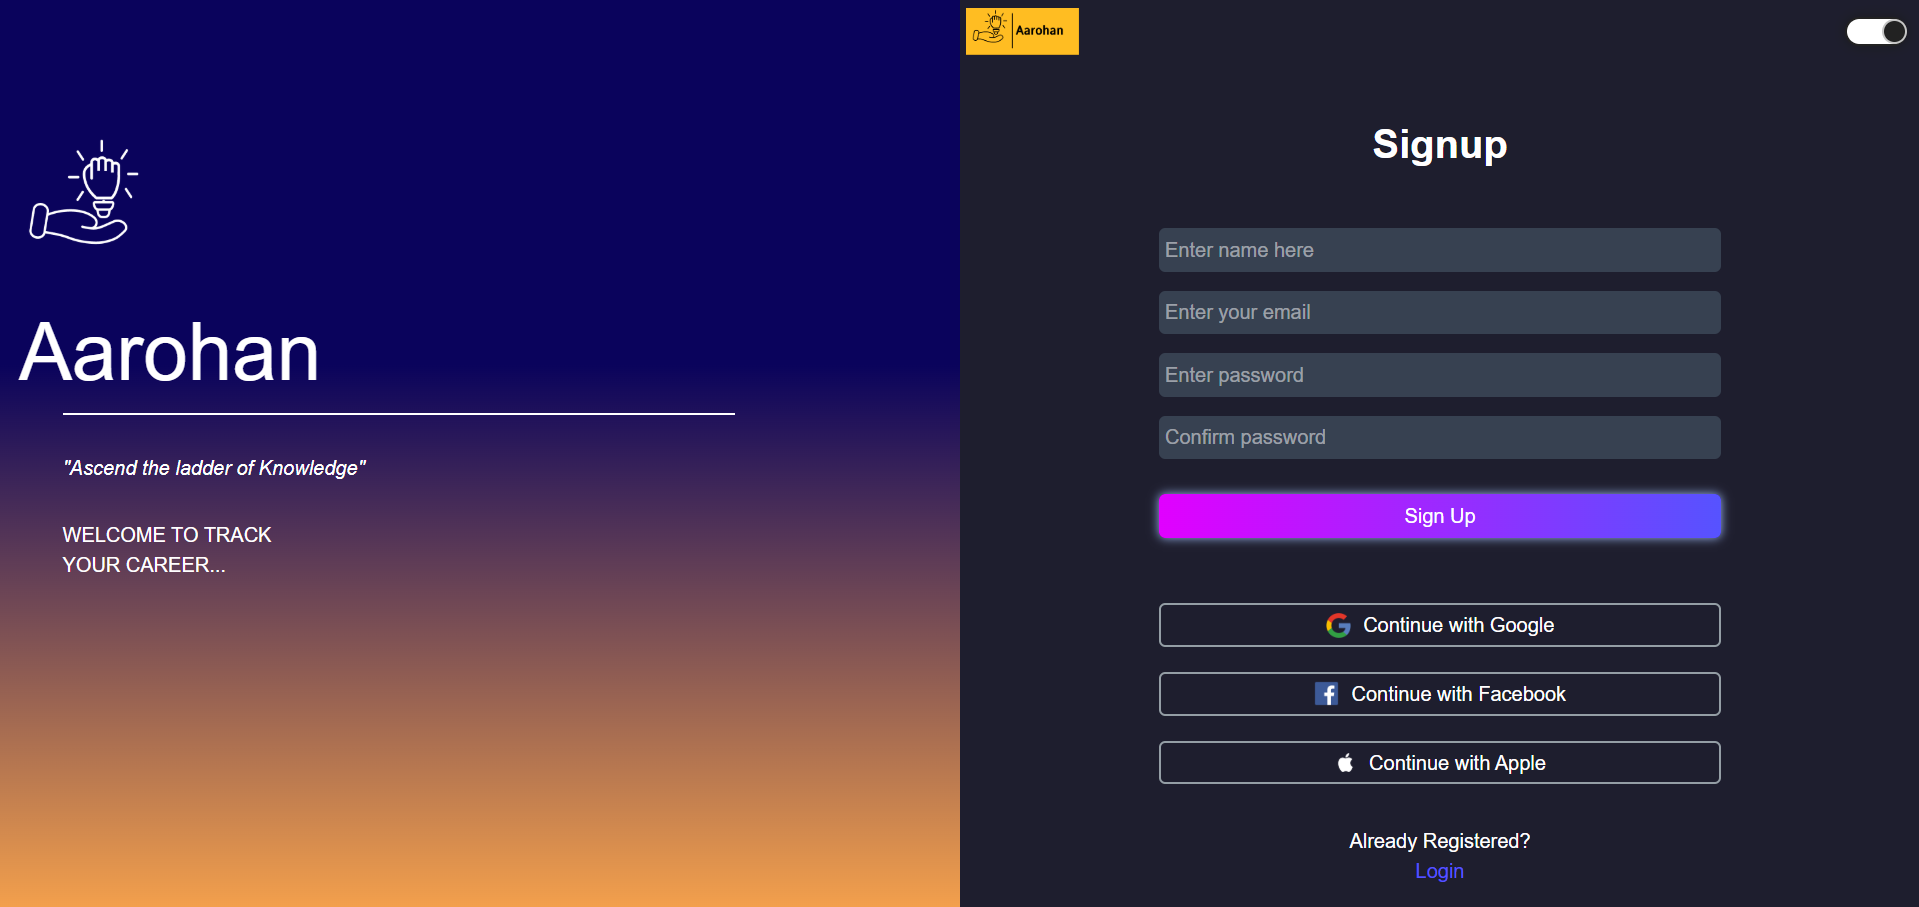 Aarohan
"Ascend the ladder of Knowledge"
WELCOME TO TRACK
YOUR CAREER...
Aarohan
Signup
Enter name here
Enter your email
Enter password
Confirm password
Sign Up
Continue with Google
Continue with Facebook
Continue with Apple
Already Registered?
Login